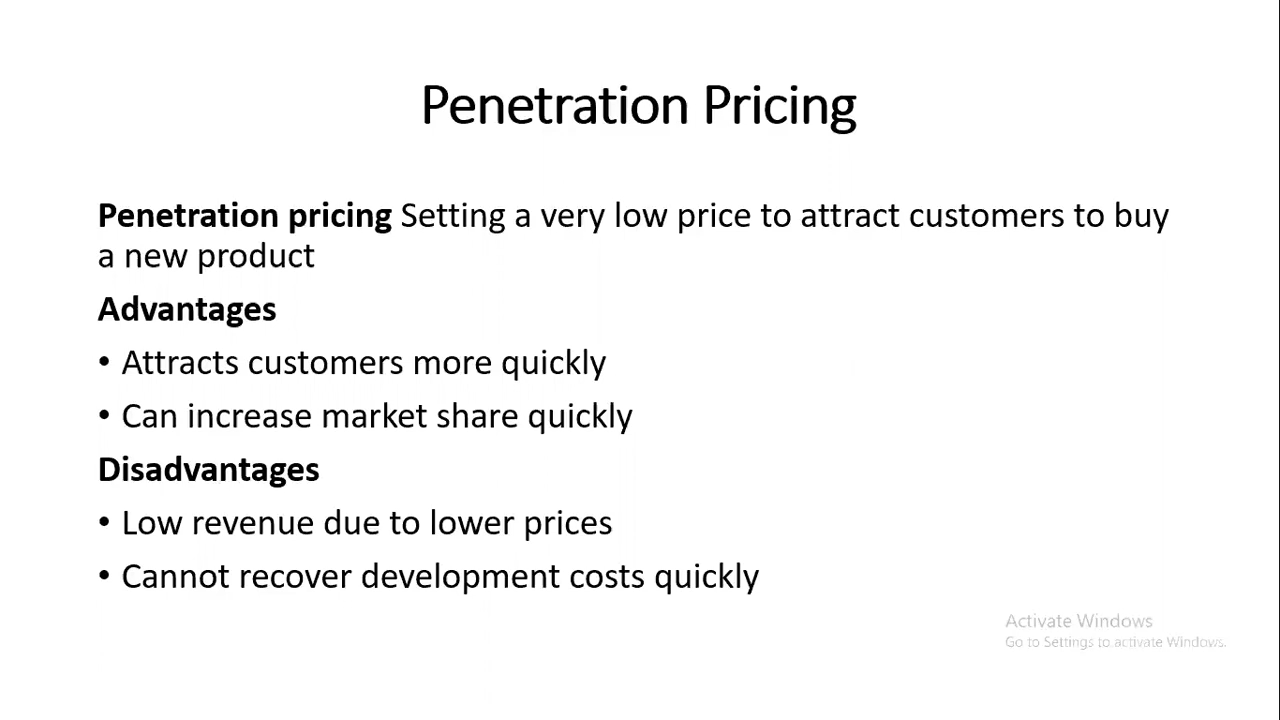 Penetration Pricing
Penetration pricing Setting a very low price to attract customers to buy
a new product
Advantages
• Attracts customers more quickly
• Can increase market share quickly
Disadvantages
• Low revenue due to lower prices
• Cannot recover development costs quickly
Activate Windows
Go to Settings to activate Windows.